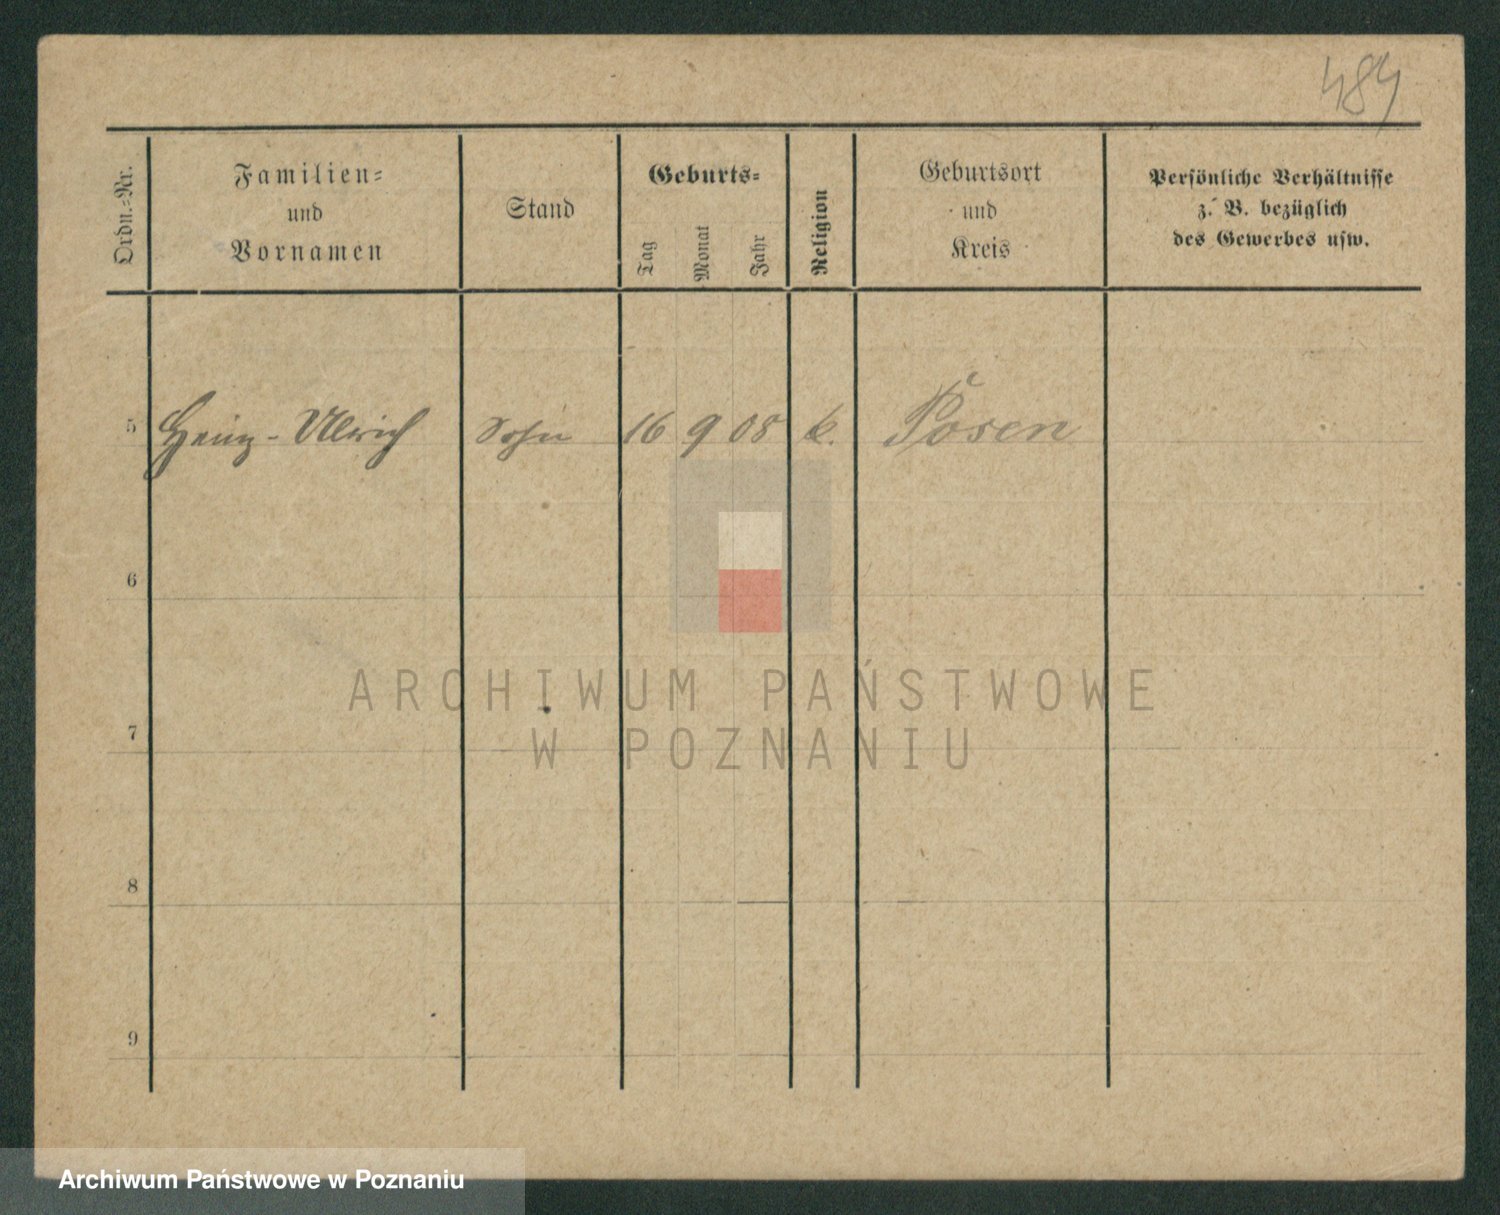 484
Ordn.-Nr.
Familien-
und
Vornamen
Stand
Geburts-
Tag
Monat
Jahr
Religion
Geburtsort
und
Kreis
Persönliche Verhältnisse
z. B. bezüglich
des Gewerbes usw.
5 Heinz-Ulrich Sohn 16 9 08 k. Posen
6
ARCHIWUM PAŃSTWOWE
7
W POZNANIU
8
9
Archiwum Państwowe w Poznaniu